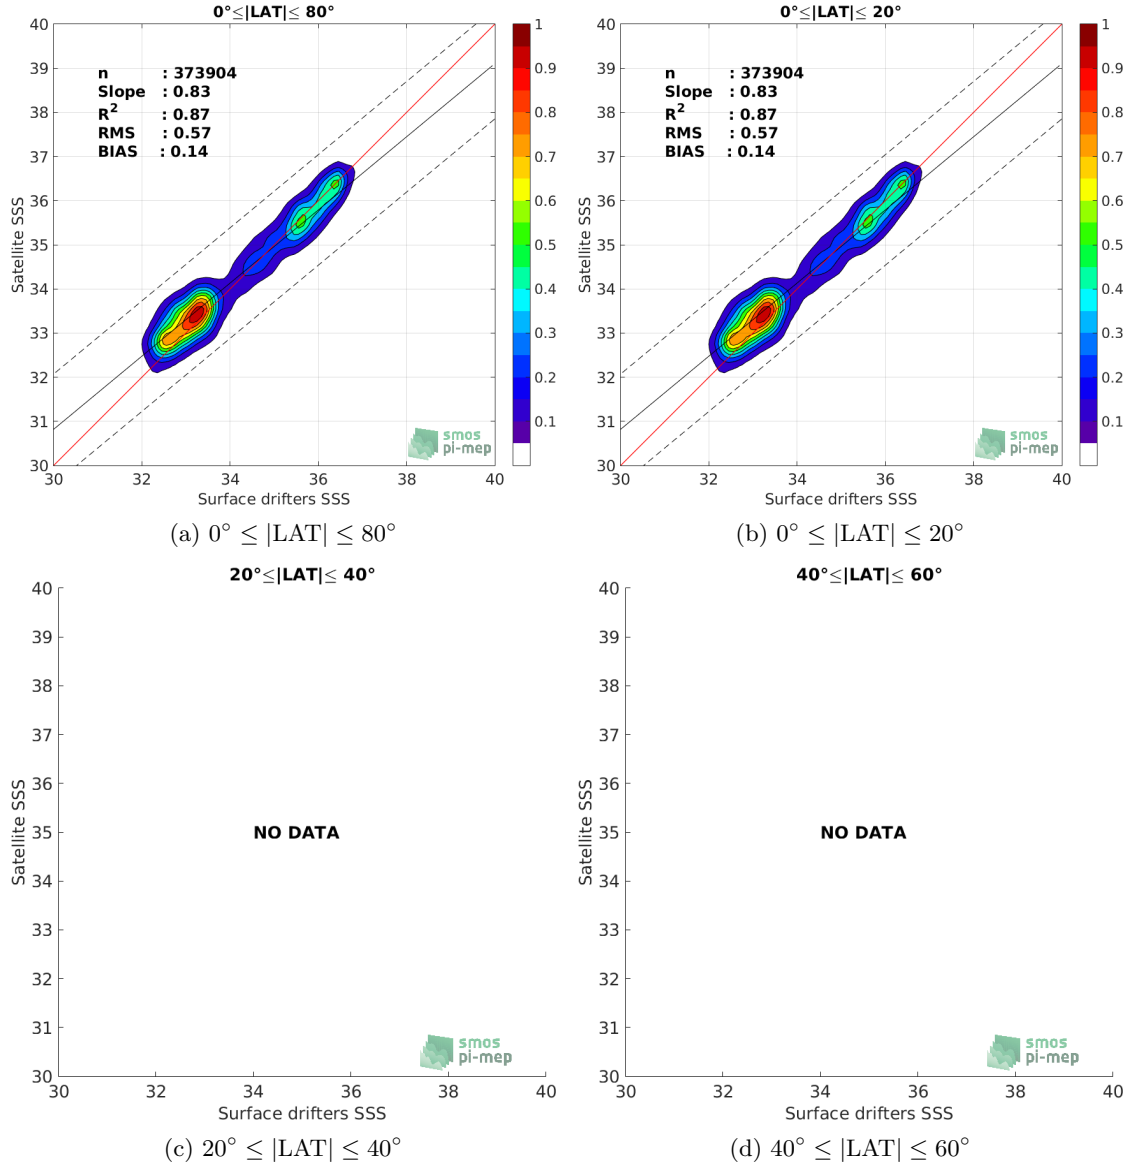 0°≤|LAT|≤ 80°
40
39
38
37
36
35
34
33
32
31
30
Satellite SSS
n : 373904
Slope : 0.83
R² : 0.87
RMS : 0.57
BIAS : 0.14
smos
pi-mep
30 32 34 36 38 40
Surface drifters SSS
1
0.9
0.8
0.7
0.6
0.5
0.4
0.3
0.2
0.1
(a) 0° ≤ |LAT| ≤ 80°
0°≤|LAT|≤ 20°
40
39
38
37
36
35
34
33
32
31
30
Satellite SSS
n : 373904
Slope : 0.83
R² : 0.87
RMS : 0.57
BIAS : 0.14
smos
pi-mep
30 32 34 36 38 40
Surface drifters SSS
1
0.9
0.8
0.7
0.6
0.5
0.4
0.3
0.2
0.1
(b) 0° ≤ |LAT| ≤ 20°
20°≤|LAT|≤ 40°
40
39
38
37
36
35
34
33
32
31
30
Satellite SSS
NO DATA
smos
pi-mep
30 32 34 36 38 40
Surface drifters SSS
(c) 20° ≤ |LAT| ≤ 40°
40°≤|LAT|≤ 60°
40
39
38
37
36
35
34
33
32
31
30
Satellite SSS
NO DATA
smos
pi-mep
30 32 34 36 38 40
Surface drifters SSS
(d) 40° ≤ |LAT| ≤ 60°